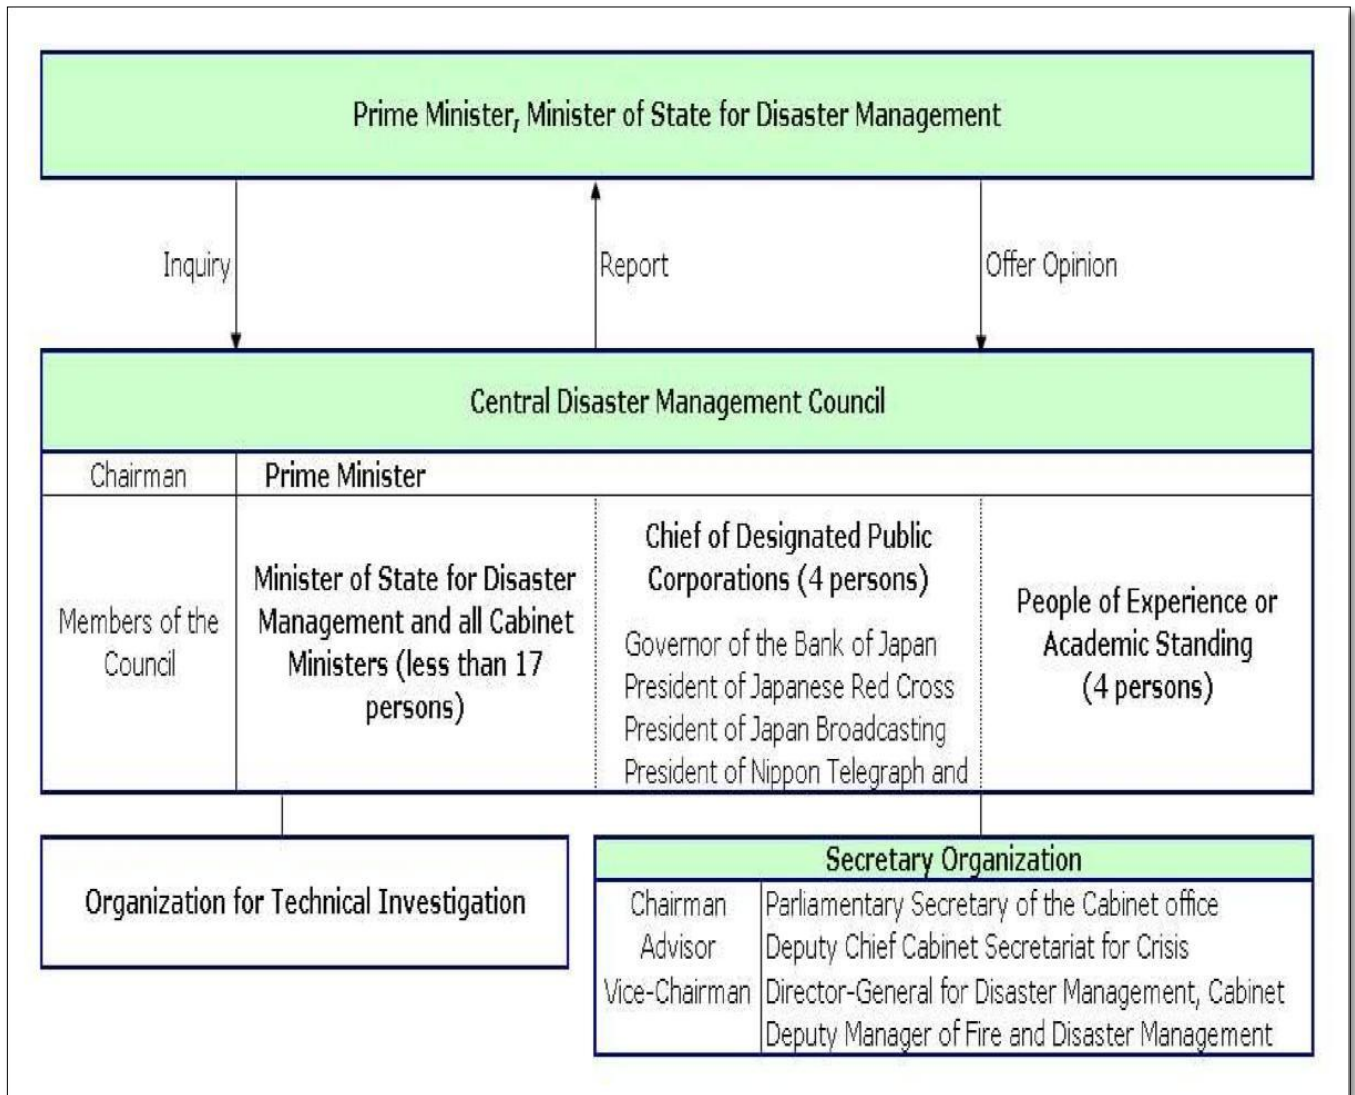 Prime Minister, Minister of State for Disaster Management
Inquiry
Report
Offer Opinion
Central Disaster Management Council
Chairman
Prime Minister
Members of the
Council
Minister of State for Disaster
Management and all Cabinet
Ministers (less than 17
persons)
Chief of Designated Public
Corporations (4 persons)
Governor of the Bank of Japan
President of Japanese Red Cross
President of Japan Broadcasting
President of Nippon Telegraph and
People of Experience or
Academic Standing
(4 persons)
Organization for Technical Investigation
Secretary Organization
Chairman
Parliamentary Secretary of the Cabinet office
Advisor
Deputy Chief Cabinet Secretariat for Crisis
Vice-Chairman
Director-General for Disaster Management, Cabinet
Deputy Manager of Fire and Disaster Management